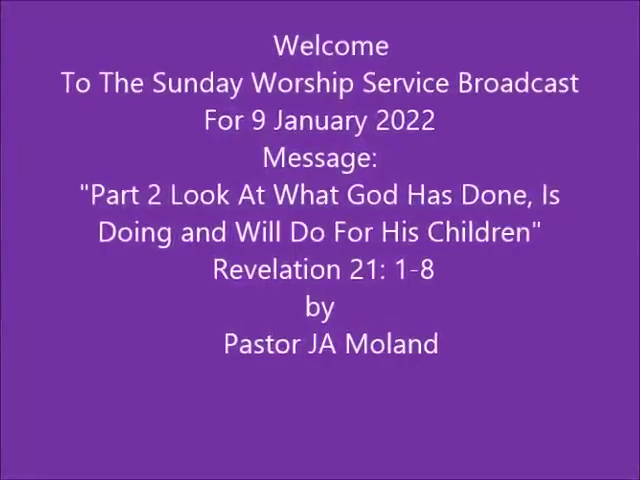 Welcome
To The Sunday Worship Service Broadcast
For 9 January 2022
Message:
"Part 2 Look At What God Has Done, Is
Doing and Will Do For His Children"
Revelation 21: 1-8
by
Pastor JA Moland